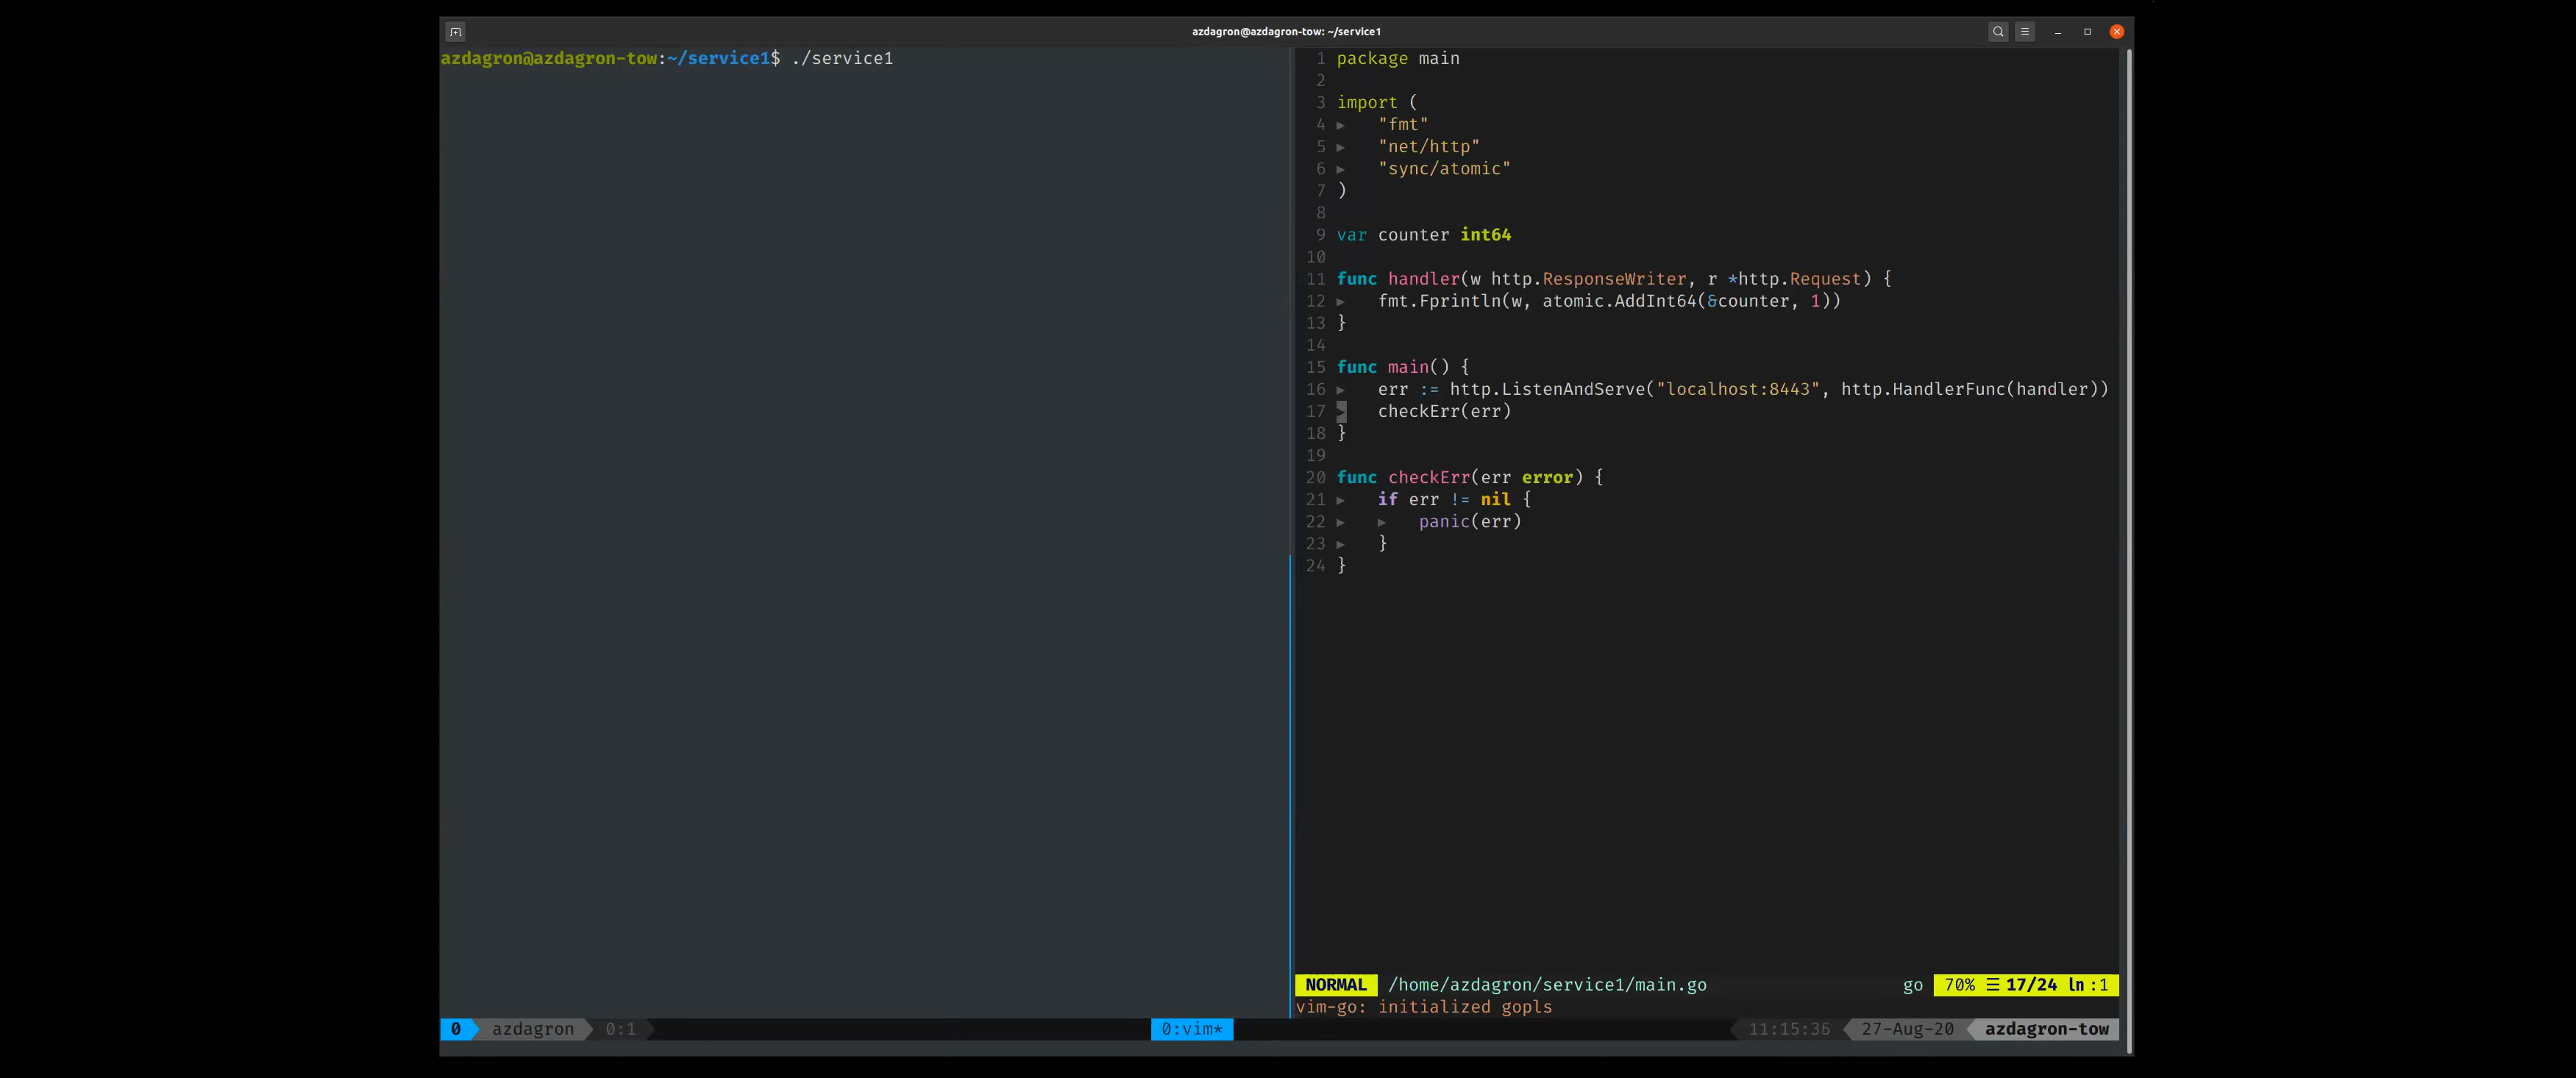 azdagron@azdagron-tow: ~/service1
azdagron@azdagron-tow:~/service1$ ./service1
1 package main
2
3 import (
4 ▸   "fmt"
5 ▸   "net/http"
6 ▸   "sync/atomic"
7 )
8
9 var counter int64
10
11 func handler(w http.ResponseWriter, r *http.Request) {
12 ▸   fmt.Fprintln(w, atomic.AddInt64(&counter, 1))
13 }
14
15 func main() {
16 ▸   err := http.ListenAndServe("localhost:8443", http.HandlerFunc(handler))
17 ▸   checkErr(err)
18 }
19
20 func checkErr(err error) {
21 ▸   if err != nil {
22 ▸   ▸   panic(err)
23 ▸   }
24 }
NORMAL /home/azdagron/service1/main.go go 70% ☰ 17/24 ln :1
vim-go: initialized gopls
0 azdagron 0:1 0:vim* 11:15:36 27-Aug-20 azdagron-tow